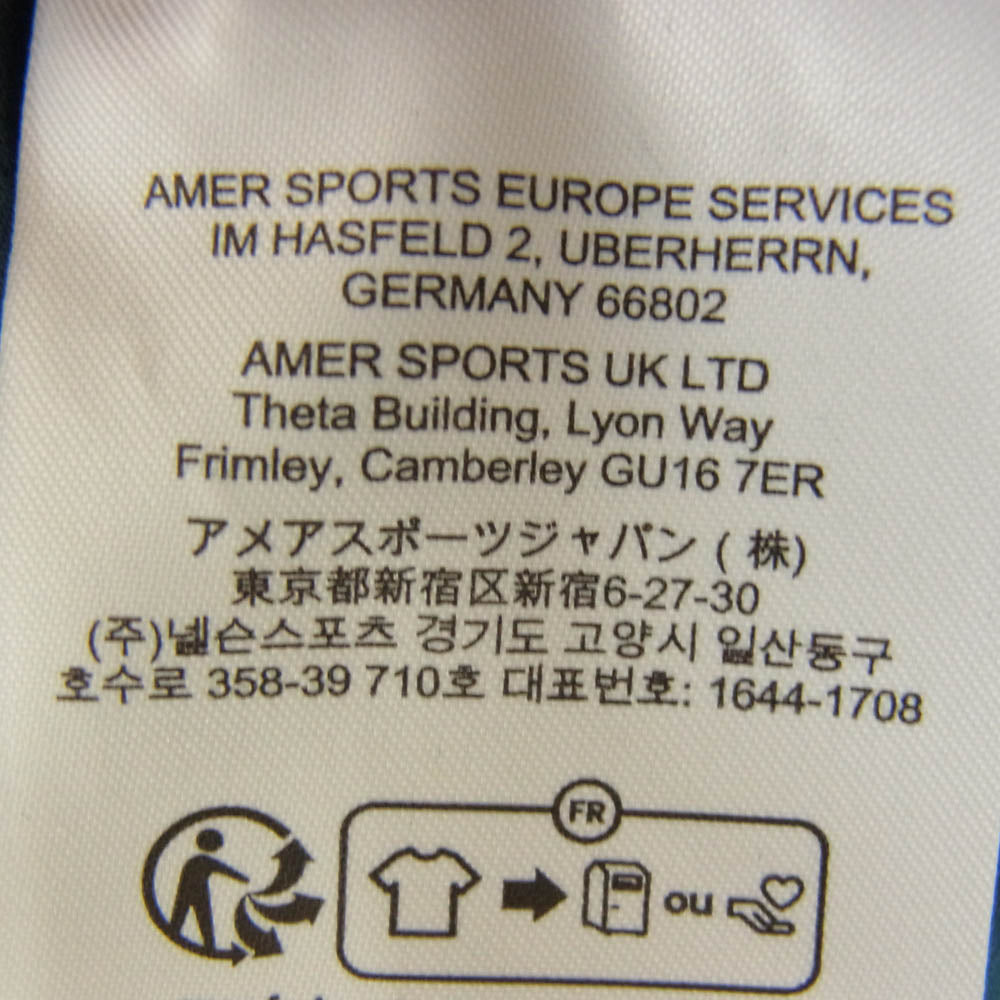 AMER SPORTS EUROPE SERVICES
IM HASFELD 2, UBERHERRN,
GERMANY 66802
AMER SPORTS UK LTD
Theta Building, Lyon Way
Frimley, Camberley GU16 7ER
アメアスポーツジャパン ( 株)
東京都新宿区新宿6-27-30
(주)넬슨스포츠 경기도 고양시 일산동구
호수로 358-39 710호 대표번호: 1644-1708
FR
ou